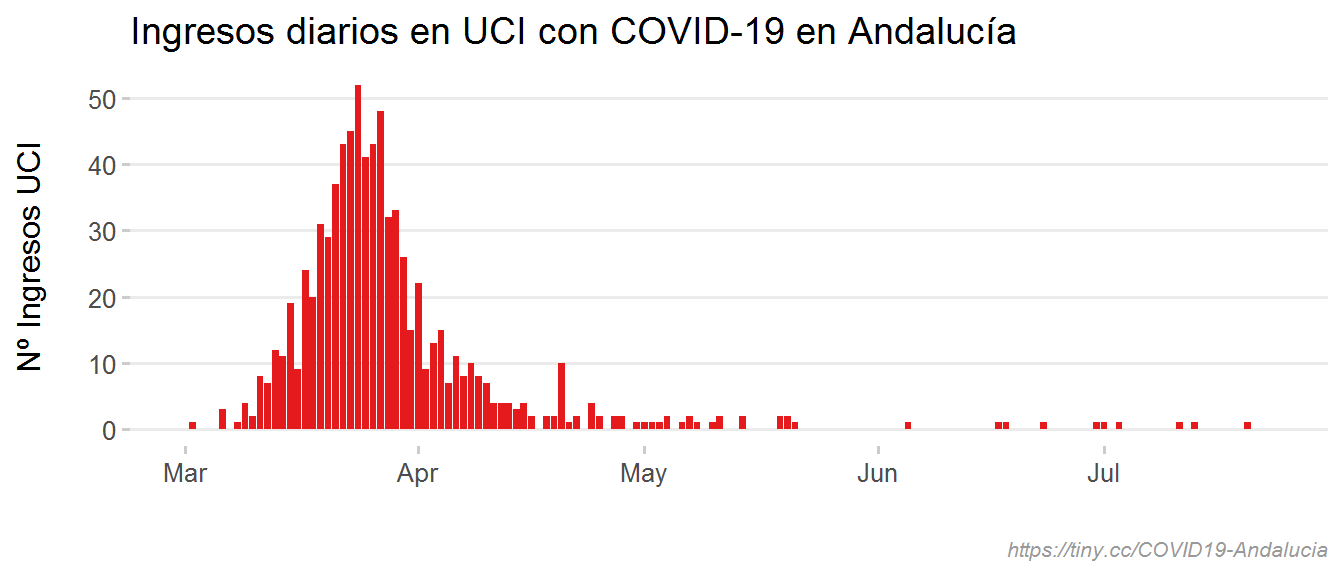 Ingresos diarios en UCI con COVID-19 en Andalucía
Nº Ingresos UCI
50
40
30
20
10
0
Mar Apr May Jun Jul
https://tiny.cc/COVID19-Andalucia